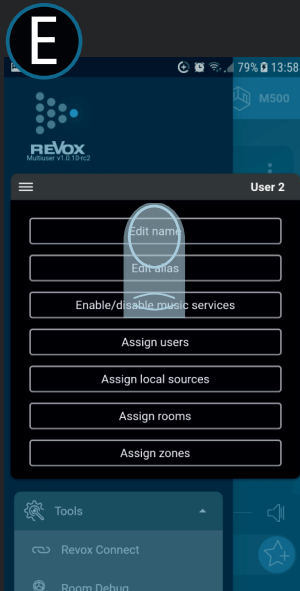 E
79% 13:58
M500
REVOX
Multiuser v1.0.10-rc2
User 2
Edit name
Edit alias
Enable/disable music services
Assign users
Assign local sources
Assign rooms
Assign zones
Tools
Revox Connect
Room Debug